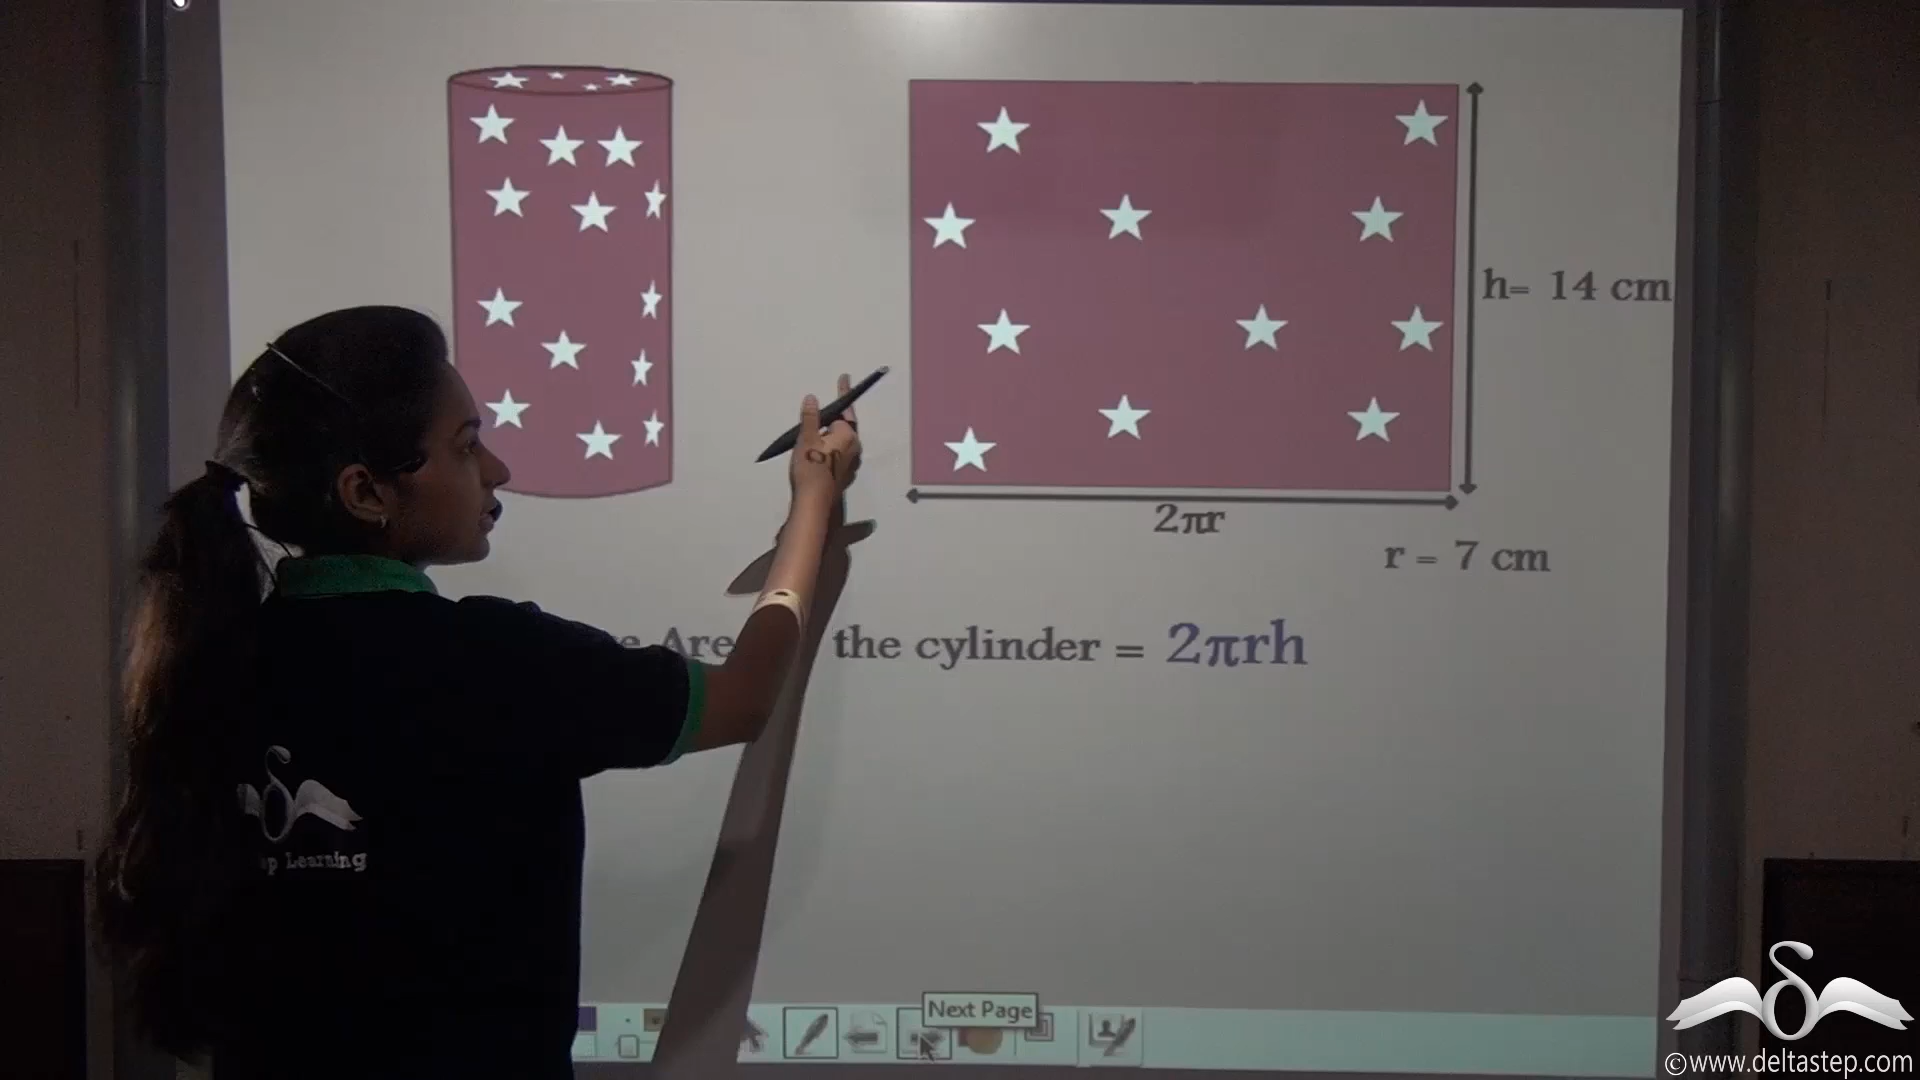 h= 14 cm
2πr
r = 7 cm
the cylinder = 2πrh
Learning
Next Page
©www.deltastep.com